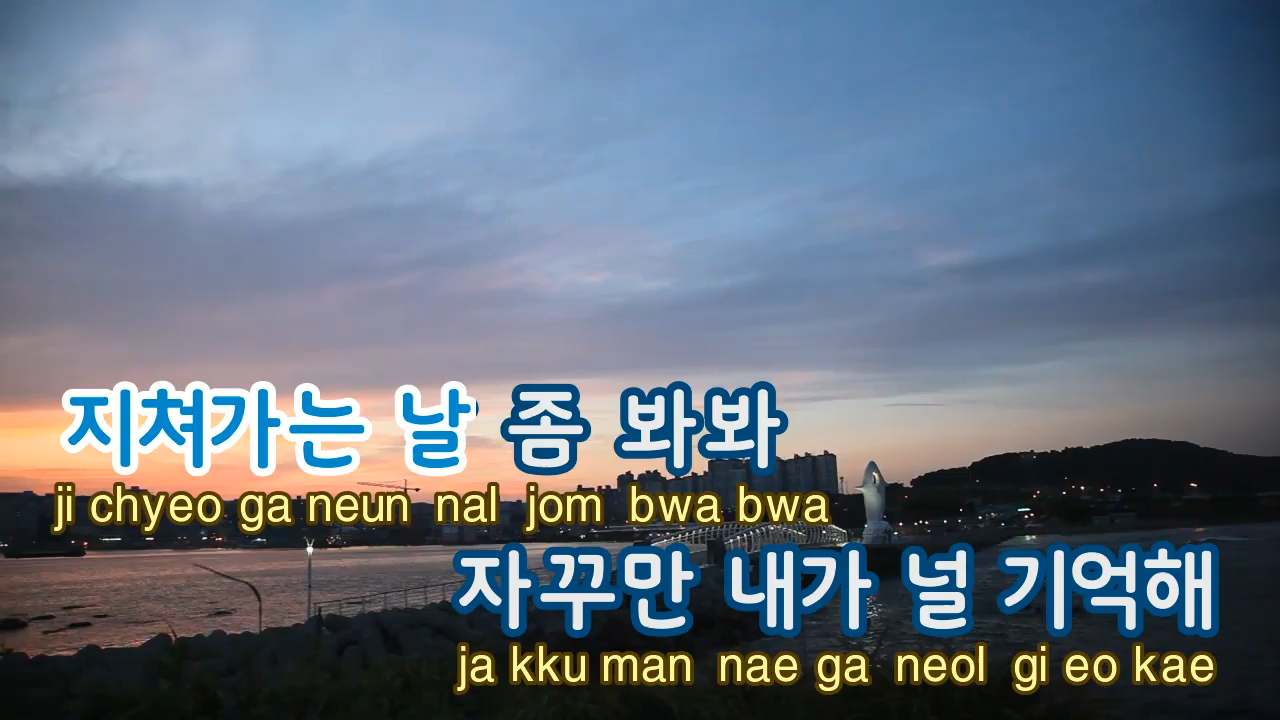 지쳐가는 날 좀 봐봐
ji chyeo ga neun nal jom bwa bwa
자꾸만 내가 널 기억해
ja kku man nae ga neol gi eo kae